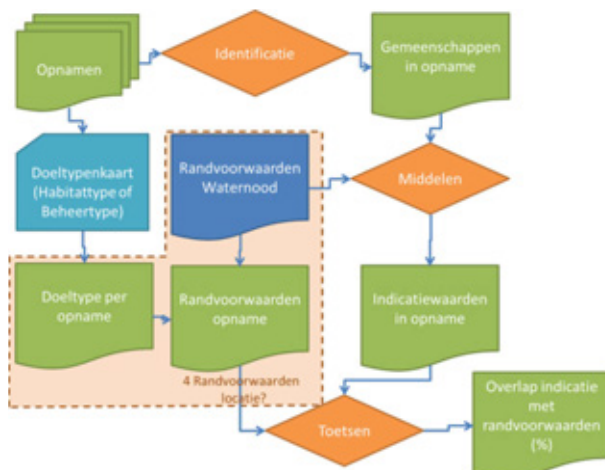 Opnamen
Identificatie
Gemeenschappen
in opname
Doeltypenkaart
(Habitattype of
Beheertype)
Randvoorwaarden
Waternood
Middelen
Doeltype per
opname
Randvoorwaarden
opname
Indicatiewaarden
in opname
4 Randvoorwaarden
locatie?
Toetsen
Overlap indicatie
met
randvoorwaarden
(%)